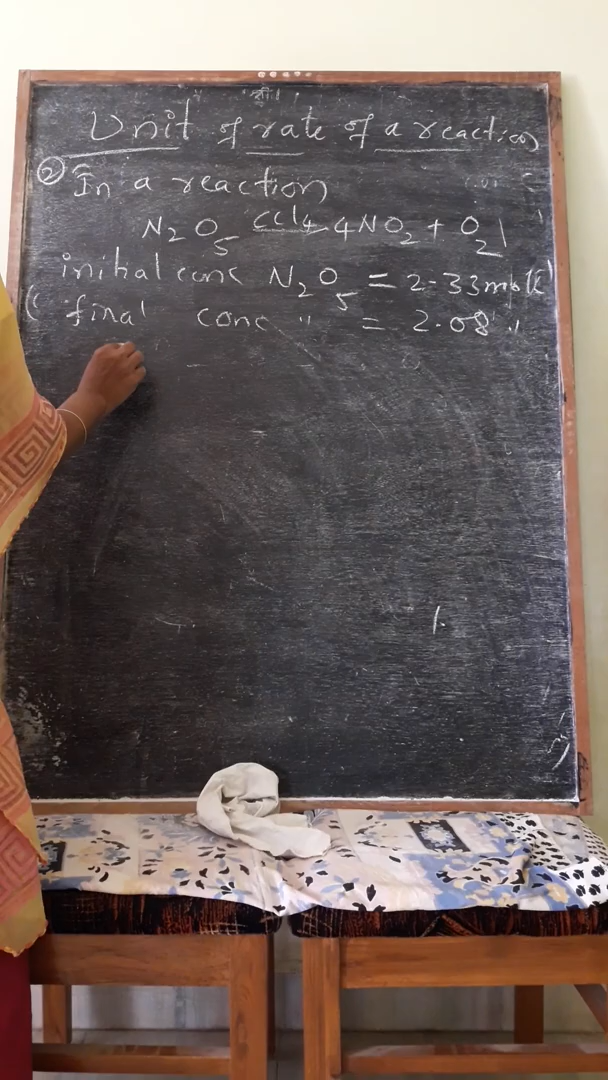 Unit of rate of a reaction
② In a reaction
N₂O₅ CCl₄ 4NO₂ + O₂
initial conc N₂O₅ = 2.33 mol L⁻¹
( final conc " = 2.08 "